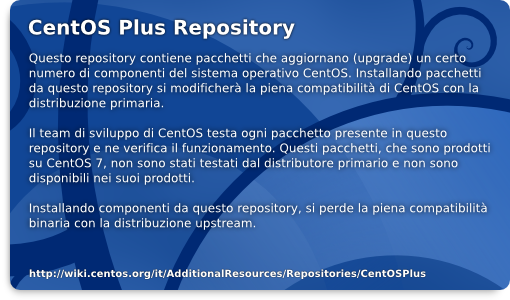 CentOS Plus Repository
Questo repository contiene pacchetti che aggiornano (upgrade) un certo
numero di componenti del sistema operativo CentOS. Installando pacchetti
da questo repository si modificherà la piena compatibilità di CentOS con la
distribuzione primaria.
Il team di sviluppo di CentOS testa ogni pacchetto presente in questo
repository e ne verifica il funzionamento. Questi pacchetti, che sono prodotti
su CentOS 7, non sono stati testati dal distributore primario e non sono
disponibili nei suoi prodotti.
Installando componenti da questo repository, si perde la piena compatibilità
binaria con la distribuzione upstream.
http://wiki.centos.org/it/AdditionalResources/Repositories/CentOSPlus